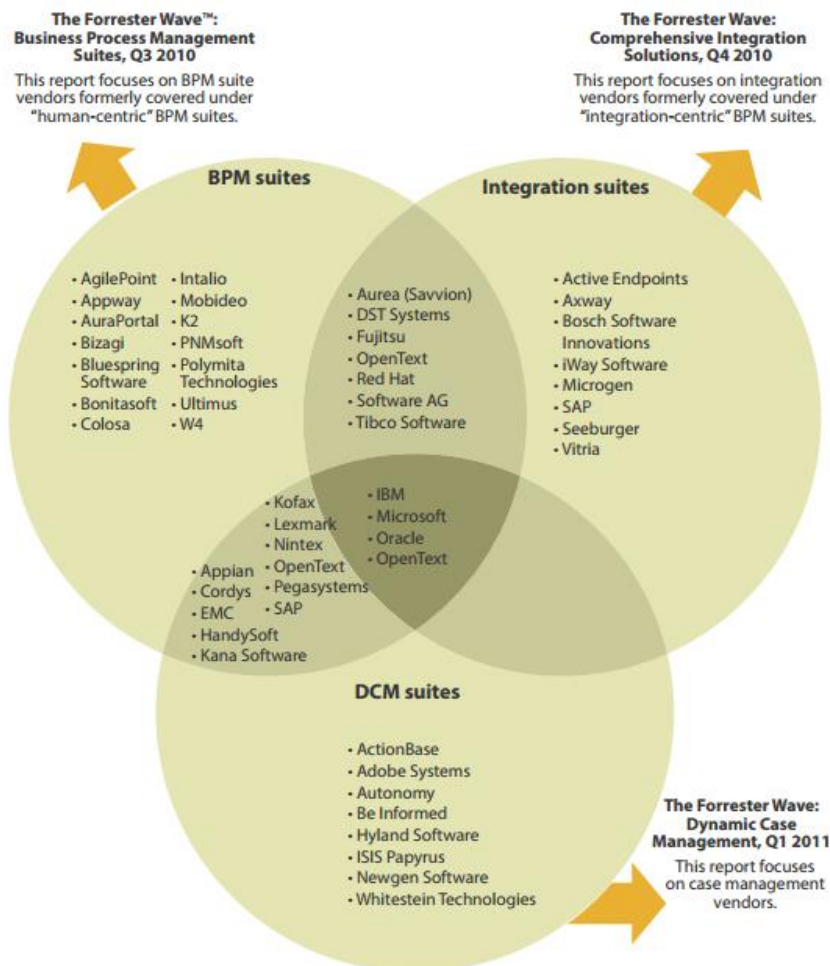 The Forrester Wave™:
Business Process Management
Suites, Q3 2010
This report focuses on BPM suite
vendors formerly covered under
"human-centric" BPM suites.
The Forrester Wave:
Comprehensive Integration
Solutions, Q4 2010
This report focuses on integration
vendors formerly covered under
"integration-centric" BPM suites.
BPM suites
Integration suites
• AgilePoint
• Appway
• AuraPortal
• Bizagi
• Bluespring
Software
• Bonitasoft
• Colosa
• Intalio
• Mobideo
• K2
• PNMsoft
• Polymita
Technologies
• Ultimus
• W4
• Aurea (Savvion)
• DST Systems
• Fujitsu
• OpenText
• Red Hat
• Software AG
• Tibco Software
• Active Endpoints
• Axway
• Bosch Software
Innovations
• iWay Software
• Microgen
• SAP
• Seeburger
• Vitria
• Appian
• Cordys
• EMC
• HandySoft
• Kana Software
• Kofax
• Lexmark
• Nintex
• OpenText
• Pegasystems
• SAP
• IBM
• Microsoft
• Oracle
• OpenText
DCM suites
• ActionBase
• Adobe Systems
• Autonomy
• Be Informed
• Hyland Software
• ISIS Papyrus
• Newgen Software
• Whitestein Technologies
The Forrester Wave:
Dynamic Case
Management, Q1 2011
This report focuses
on case management
vendors.